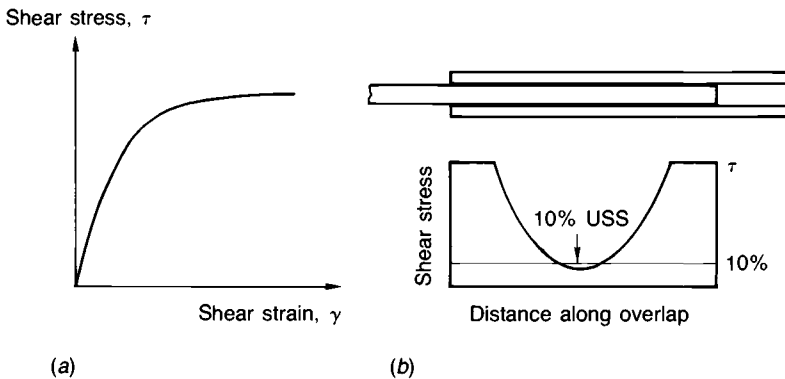 Shear stress, τ
Shear strain, γ
(a)
Shear stress
τ
10% USS
10%
Distance along overlap
(b)